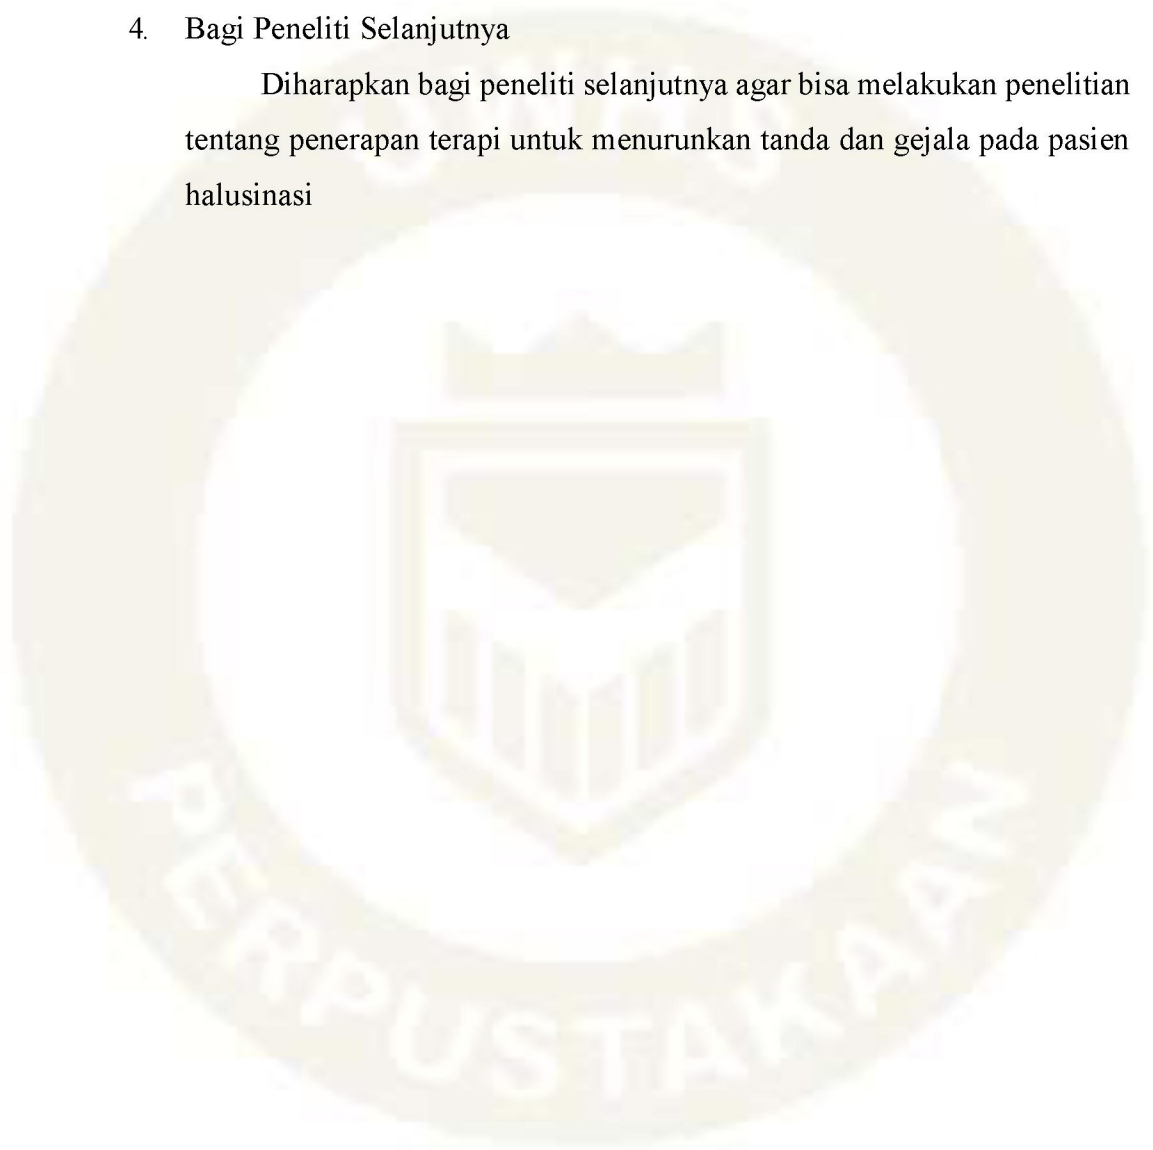 4. Bagi Peneliti Selanjutnya
Diharapkan bagi peneliti selanjutnya agar bisa melakukan penelitian
tentang penerapan terapi untuk menurunkan tanda dan gejala pada pasien
halusinasi
PERPUSTAKAAN